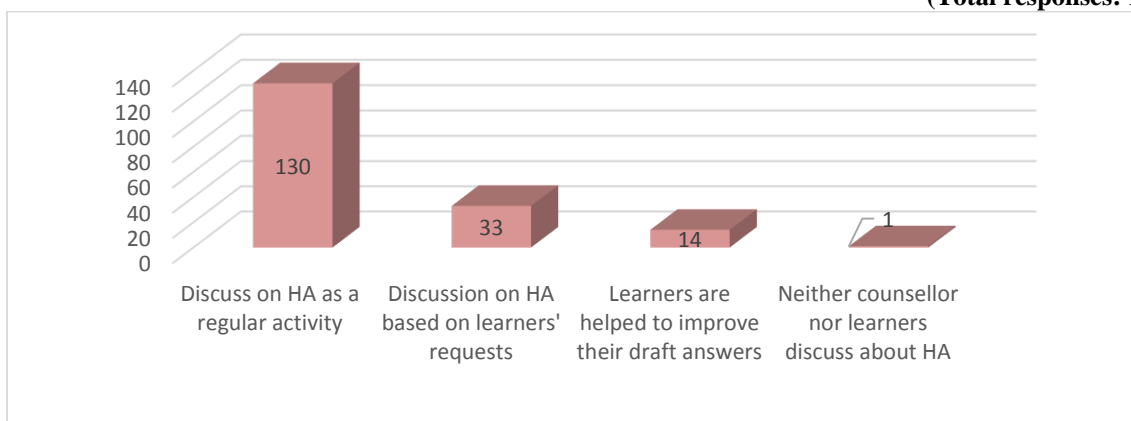 (Total responses:
140
120
100
80
60
40
20
0
130
33
14
1
Discuss on HA as a
regular activity
Discussion on HA
based on learners'
requests
Learners are
helped to improve
their draft answers
Neither counsellor
nor learners
discuss about HA